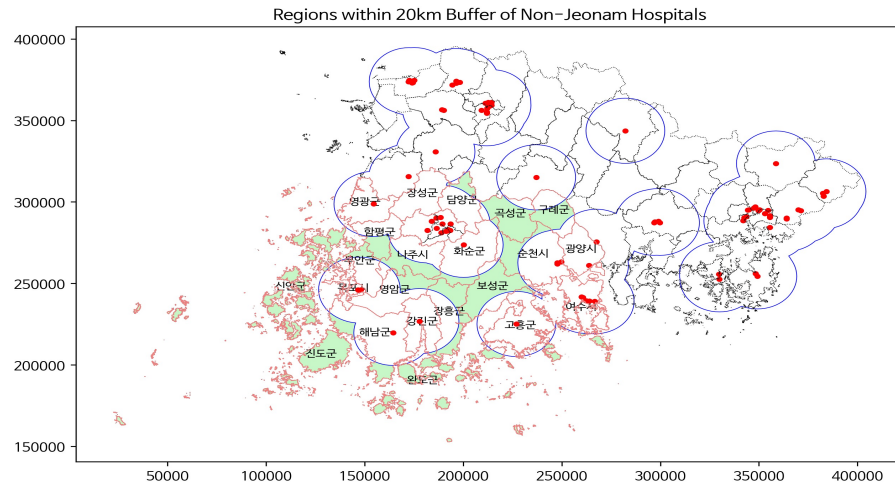 Regions within 20km Buffer of Non-Jeonam Hospitals
400000
350000
300000
250000
200000
150000
장성군
담양군
영광군
곡성군
구례군
함평군
나주시
화순군
순천시
광양시
무안군
신안군
목포시
영암군
보성군
여수시
장흥군
강진군
고흥군
해남군
진도군
완도군
50000
100000
150000
200000
250000
300000
350000
400000